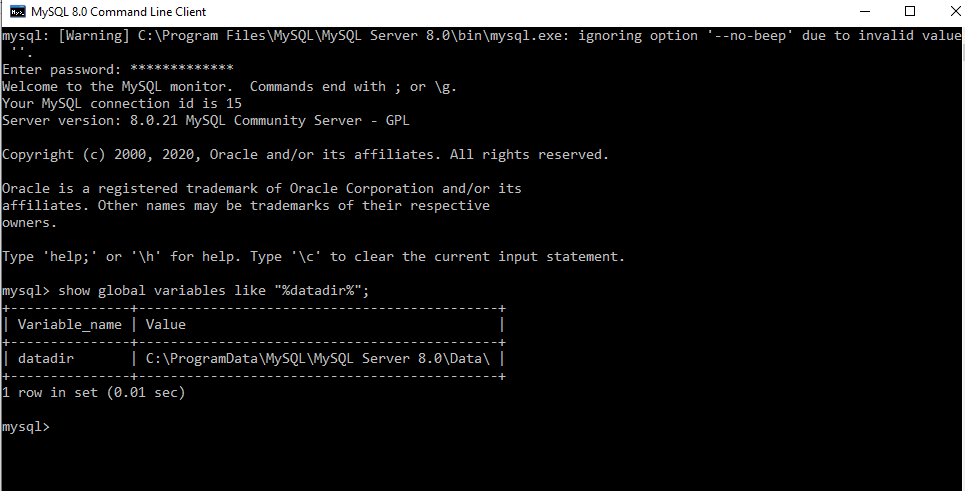 MySQL 8.0 Command Line Client
mysql: [Warning] C:\Program Files\MySQL\MySQL Server 8.0\bin\mysql.exe: ignoring option '--no-beep' due to invalid value
 ''.
Enter password: *************
Welcome to the MySQL monitor.  Commands end with ; or \g.
Your MySQL connection id is 15
Server version: 8.0.21 MySQL Community Server - GPL

Copyright (c) 2000, 2020, Oracle and/or its affiliates. All rights reserved.

Oracle is a registered trademark of Oracle Corporation and/or its
affiliates. Other names may be trademarks of their respective
owners.

Type 'help;' or '\h' for help. Type '\c' to clear the current input statement.

mysql> show global variables like "%datadir%";
+---------------+---------------------------------------------+
| Variable_name | Value                                       |
+---------------+---------------------------------------------+
| datadir       | C:\ProgramData\MySQL\MySQL Server 8.0\Data\ |
+---------------+---------------------------------------------+
1 row in set (0.01 sec)

mysql>